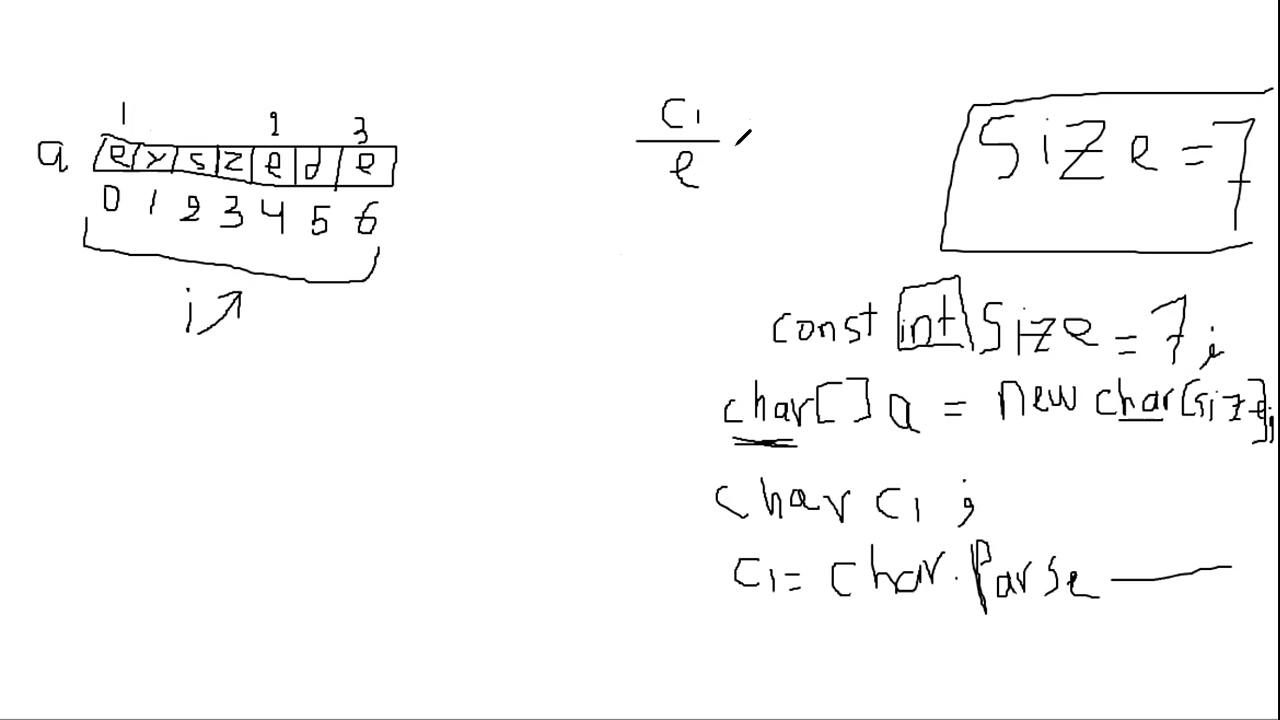 1 2 3
a e y s z e d e
0 1 2 3 4 5 6
i
c1
e
Size = 7
const int Size = 7;
char[] a = new char[size];
char c1;
c1 = char.Parse